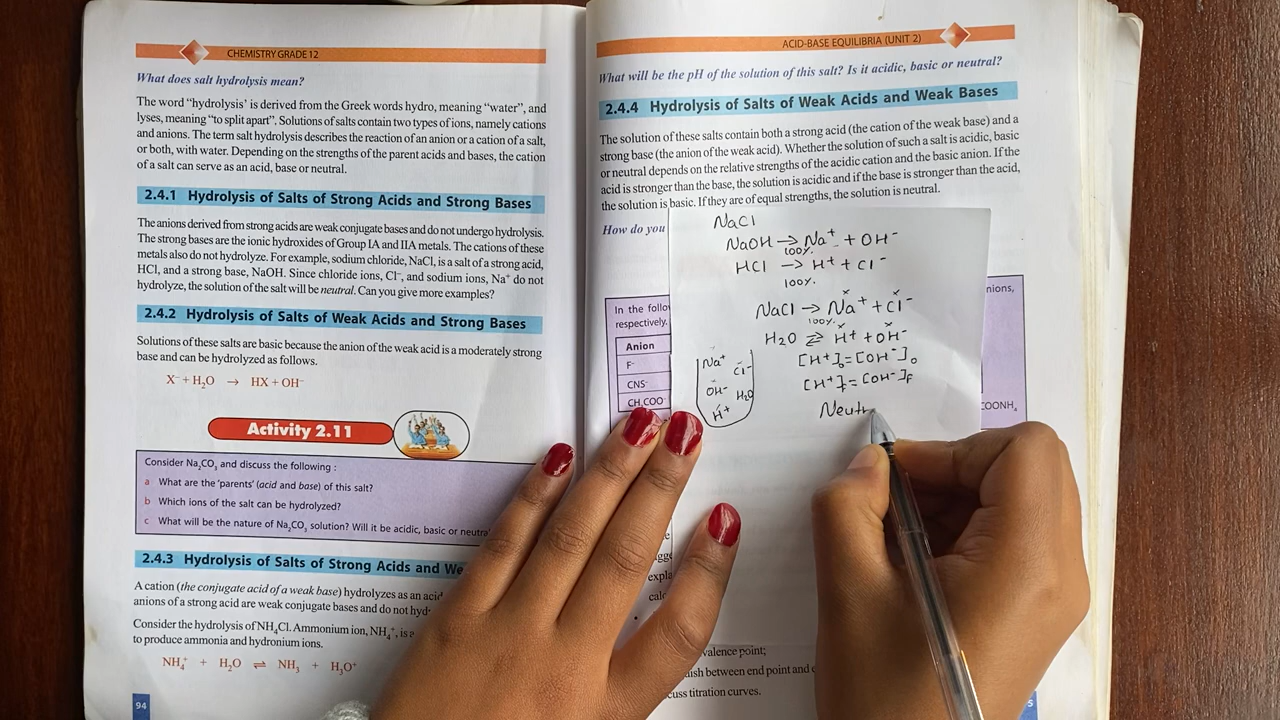 CHEMISTRY GRADE 12
What does salt hydrolysis mean?
The word "hydrolysis' is derived from the Greek words hydro, meaning "water", and
lyses, meaning "to split apart". Solutions of salts contain two types of ions, namely cations
and anions. The term salt hydrolysis describes the reaction of an anion or a cation of a salt,
or both, with water. Depending on the strengths of the parent acids and bases, the cation
of a salt can serve as an acid, base or neutral.
2.4.1 Hydrolysis of Salts of Strong Acids and Strong Bases
The anions derived from strong acids are weak conjugate bases and do not undergo hydrolysis.
The strong bases are the ionic hydroxides of Group IA and IIA metals. The cations of these
metals also do not hydrolyze. For example, sodium chloride, NaCl, is a salt of a strong acid,
HCl, and a strong base, NaOH. Since chloride ions, Cl⁻, and sodium ions, Na⁺ do not
hydrolyze, the solution of the salt will be neutral. Can you give more examples?
2.4.2 Hydrolysis of Salts of Weak Acids and Strong Bases
Solutions of these salts are basic because the anion of the weak acid is a moderately strong
base and can be hydrolyzed as follows.
X⁻ + H₂O → HX + OH⁻
Activity 2.11
Consider Na₂CO₃ and discuss the following :
a What are the 'parents' (acid and base) of this salt?
b Which ions of the salt can be hydrolyzed?
c What will be the nature of Na₂CO₃ solution? Will it be acidic, basic or neutra
2.4.3 Hydrolysis of Salts of Strong Acids and We
A cation (the conjugate acid of a weak base) hydrolyzes as an acid
anions of a strong acid are weak conjugate bases and do not hyd
Consider the hydrolysis of NH₄Cl. Ammonium ion, NH₄⁺, is a
to produce ammonia and hydronium ions.
NH₄⁺ + H₂O ⇌ NH₃ + H₃O⁺
94
ACID-BASE EQUILIBRIA (UNIT 2)
What will be the pH of the solution of this salt? Is it acidic, basic or neutral?
2.4.4 Hydrolysis of Salts of Weak Acids and Weak Bases
The solution of these salts contain both a strong acid (the cation of the weak base) and a
strong base (the anion of the weak acid). Whether the solution of such a salt is acidic, basic
or neutral depends on the relative strengths of the acidic cation and the basic anion. If the
acid is stronger than the base, the solution is acidic and if the base is stronger than the acid,
the solution is basic. If they are of equal strengths, the solution is neutral.
How do you
In the follo
nions,
respectively.
Anion
F⁻
CNS⁻
CH₃COO⁻
COONH₄
NaCl
NaOH → Na⁺ + OH⁻
100%
HCl → H⁺ + Cl⁻
100%
NaCl → Na⁺ + Cl⁻
100%
H₂O ⇌ H⁺ + OH⁻
[H⁺]₀ = [OH⁻]₀
[H⁺]F = [OH⁻]F
Neutr
Na⁺ Cl⁻
OH⁻ H₂O
H⁺
expla
calc
valence point;
ish between end point and
cuss titration curves.